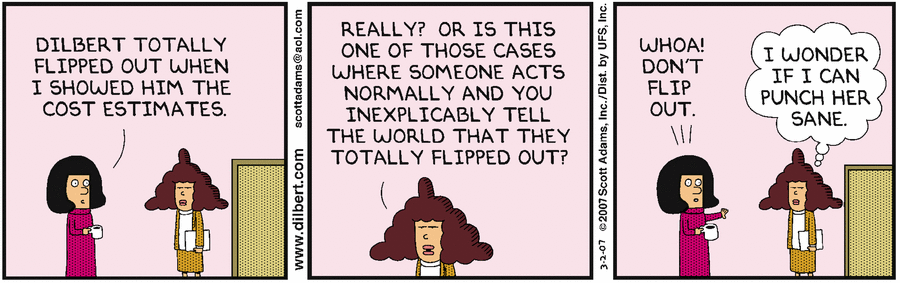 DILBERT TOTALLY
FLIPPED OUT WHEN
I SHOWED HIM THE
COST ESTIMATES.
www.dilbert.com scottadams@aol.com
REALLY? OR IS THIS
ONE OF THOSE CASES
WHERE SOMEONE ACTS
NORMALLY AND YOU
INEXPLICABLY TELL
THE WORLD THAT THEY
TOTALLY FLIPPED OUT?
3-2-07 ©2007 Scott Adams, Inc./Dist. by UFS, Inc.
WHOA!
DON'T
FLIP
OUT.
I WONDER
IF I CAN
PUNCH HER
SANE.